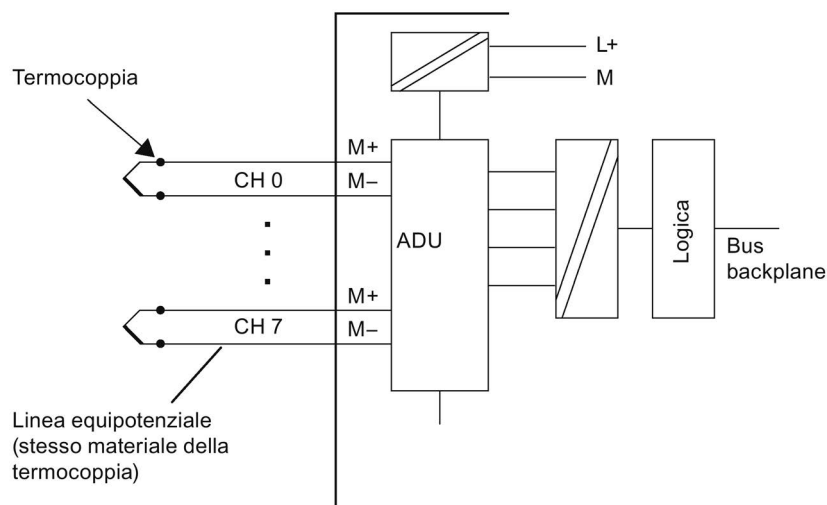 L+
M
Termocoppia
M+
CH 0
M–
ADU
Logica
Bus
backplane
M+
CH 7
M–
Linea equipotenziale
(stesso materiale della
termocoppia)